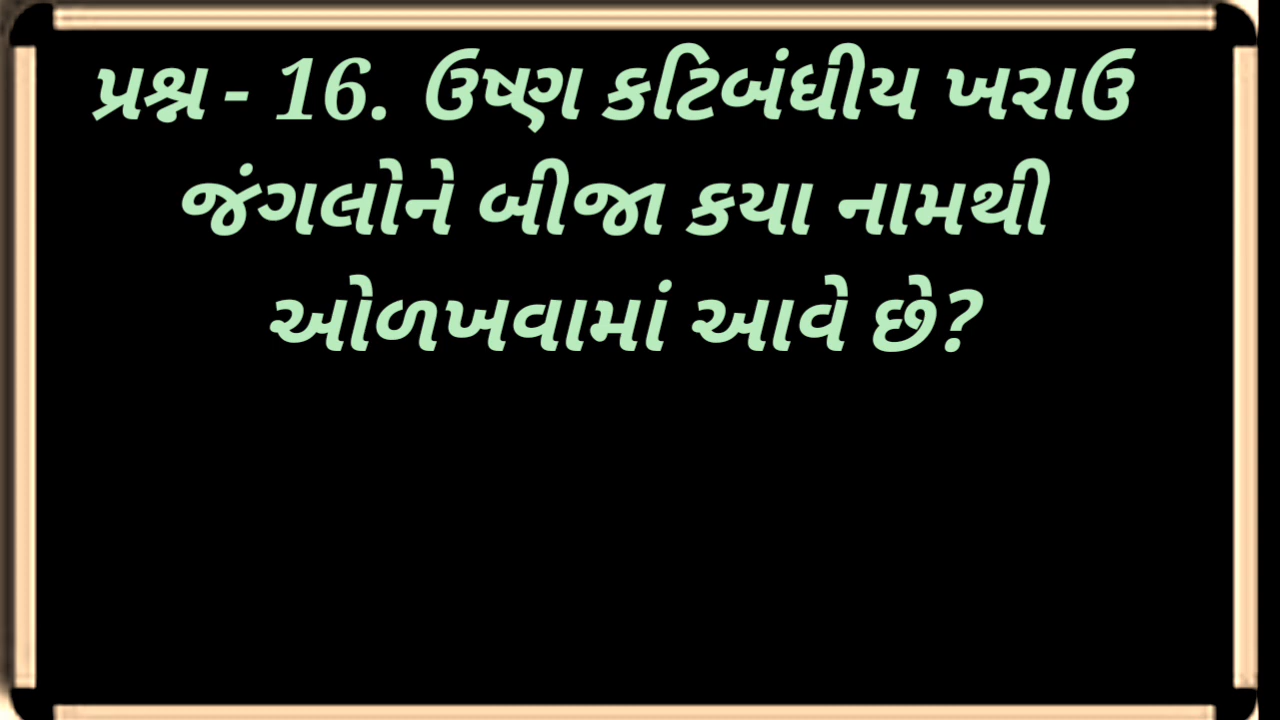 પ્રશ્ન - 16. ઉષ્ણ કટિબંધીય ખરાઉ
જંગલોને બીજા કયા નામથી
ઓળખવામાં આવે છે?